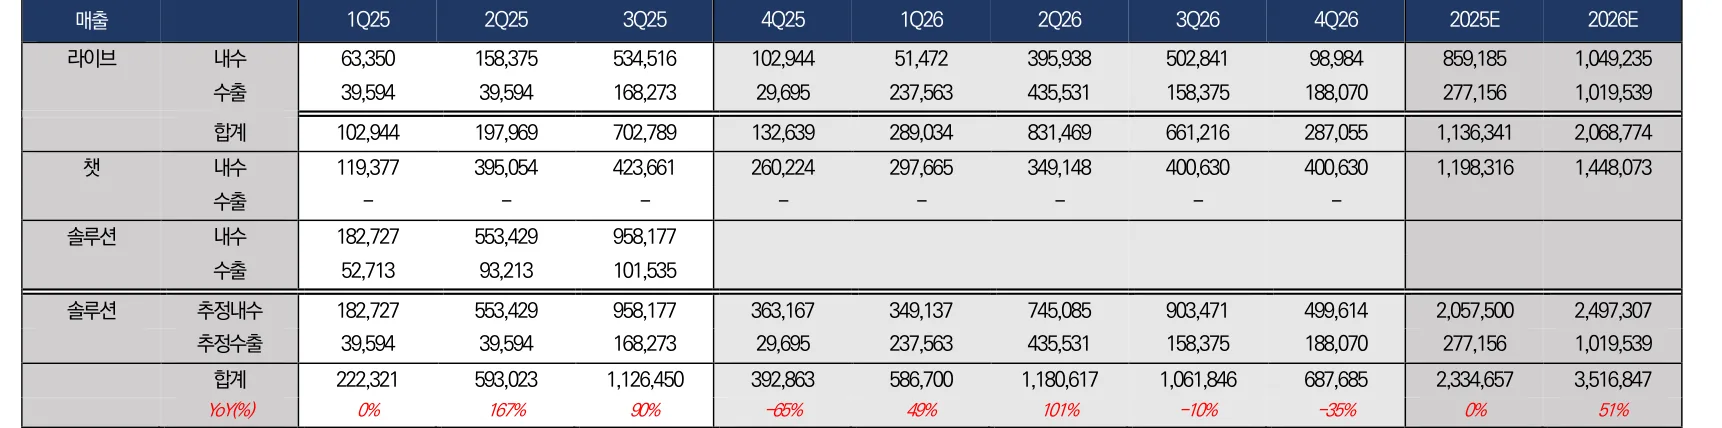 매출 1Q25 2Q25 3Q25 4Q25 1Q26 2Q26 3Q26 4Q26 2025E 2026E
라이브 내수 63,350 158,375 534,516 102,944 51,472 395,938 502,841 98,984 859,185 1,049,235
수출 39,594 39,594 168,273 29,695 237,563 435,531 158,375 188,070 277,156 1,019,539
합계 102,944 197,969 702,789 132,639 289,034 831,469 661,216 287,055 1,136,341 2,068,774
챗 내수 119,377 395,054 423,661 260,224 297,665 349,148 400,630 400,630 1,198,316 1,448,073
수출 - - - - - - - -
솔루션 내수 182,727 553,429 958,177
수출 52,713 93,213 101,535
솔루션 추정내수 182,727 553,429 958,177 363,167 349,137 745,085 903,471 499,614 2,057,500 2,497,307
추정수출 39,594 39,594 168,273 29,695 237,563 435,531 158,375 188,070 277,156 1,019,539
합계 222,321 593,023 1,126,450 392,863 586,700 1,180,617 1,061,846 687,685 2,334,657 3,516,847
YoY(%) 0% 167% 90% -65% 49% 101% -10% -35% 0% 51%